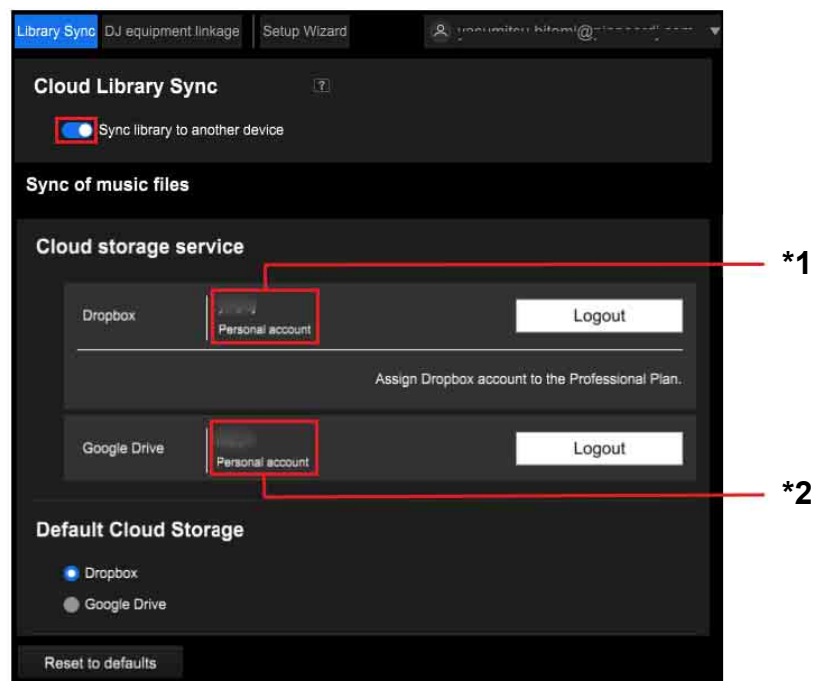 Library Sync DJ equipment linkage Setup Wizard
Cloud Library Sync ?
Sync library to another device
Sync of music files
Cloud storage service
*1
Dropbox
Personal account
Logout
Assign Dropbox account to the Professional Plan.
Google Drive
Personal account
Logout
*2
Default Cloud Storage
Dropbox
Google Drive
Reset to defaults